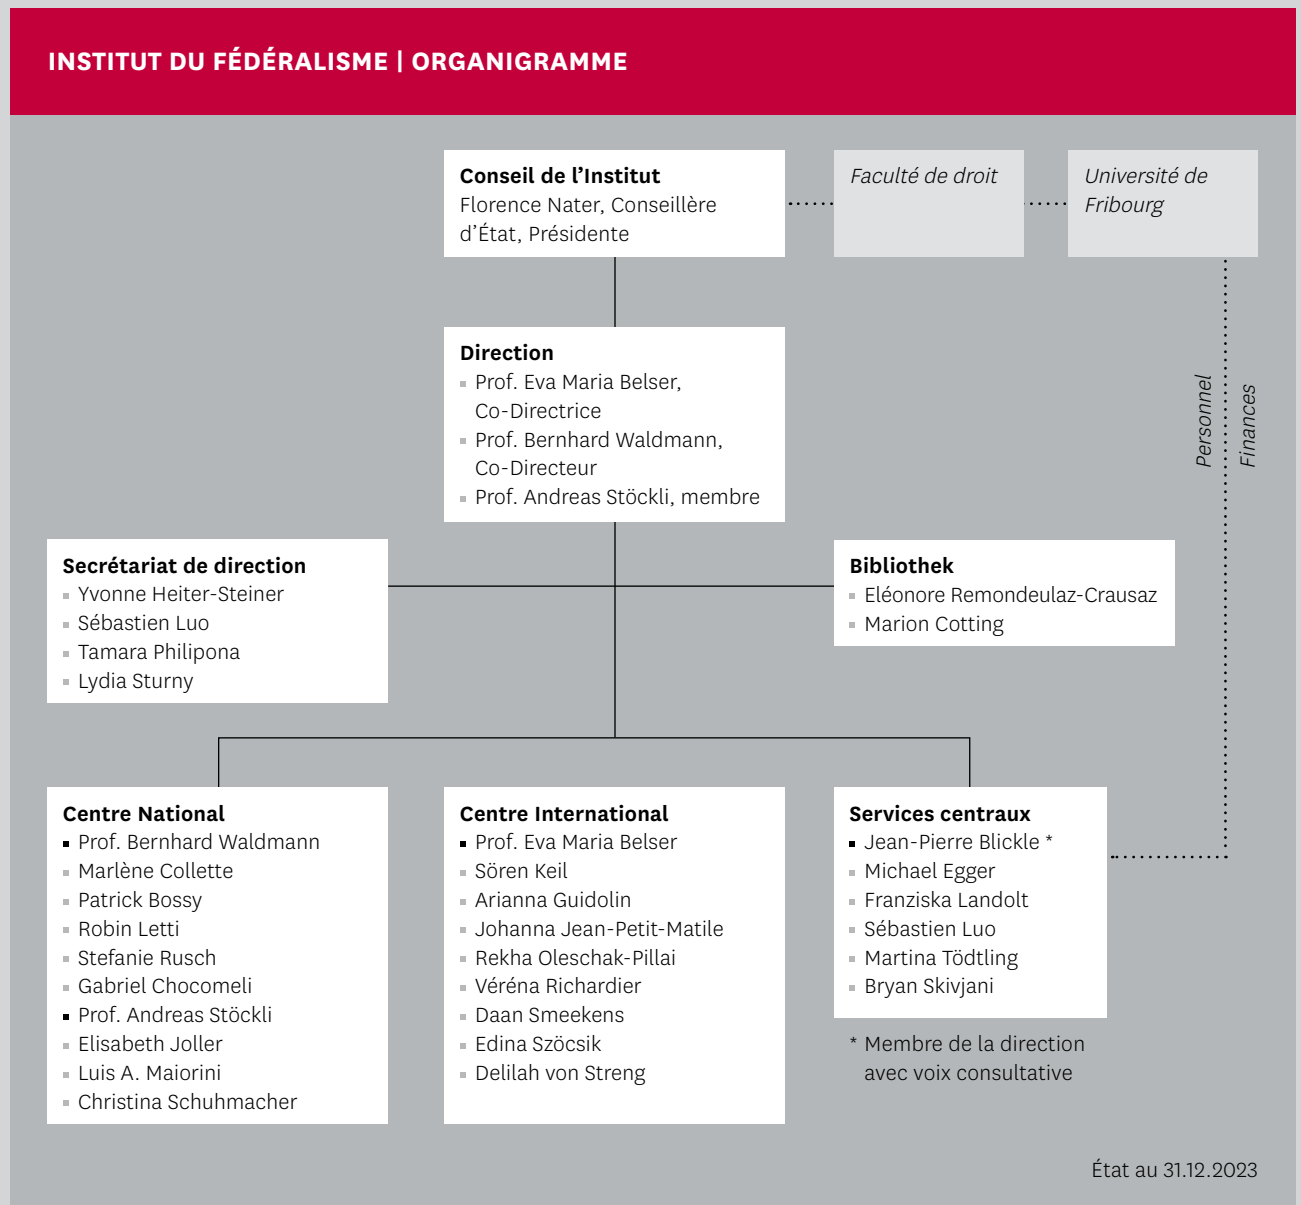 INSTITUT DU FÉDÉRALISME | ORGANIGRAMME
Conseil de l’Institut
Florence Nater, Conseillère
d’État, Présidente
Faculté de droit
Université de
Fribourg
Direction
Prof. Eva Maria Belser,
Co-Directrice
Prof. Bernhard Waldmann,
Co-Directeur
Prof. Andreas Stöckli, membre
Personnel
Finances
Secrétariat de direction
Yvonne Heiter-Steiner
Sébastien Luo
Tamara Philipona
Lydia Sturny
Bibliothek
Eléonore Remondeulaz-Crausaz
Marion Cotting
Centre National
Prof. Bernhard Waldmann
Marlène Collette
Patrick Bossy
Robin Letti
Stefanie Rusch
Gabriel Chocomeli
Prof. Andreas Stöckli
Elisabeth Joller
Luis A. Maiorini
Christina Schuhmacher
Centre International
Prof. Eva Maria Belser
Sören Keil
Arianna Guidolin
Johanna Jean-Petit-Matile
Rekha Oleschak-Pillai
Véréna Richardier
Daan Smeekens
Edina Szöcsik
Delilah von Streng
Services centraux
Jean-Pierre Blickle *
Michael Egger
Franziska Landolt
Sébastien Luo
Martina Tödtling
Bryan Skivjani
* Membre de la direction
avec voix consultative
État au 31.12.2023